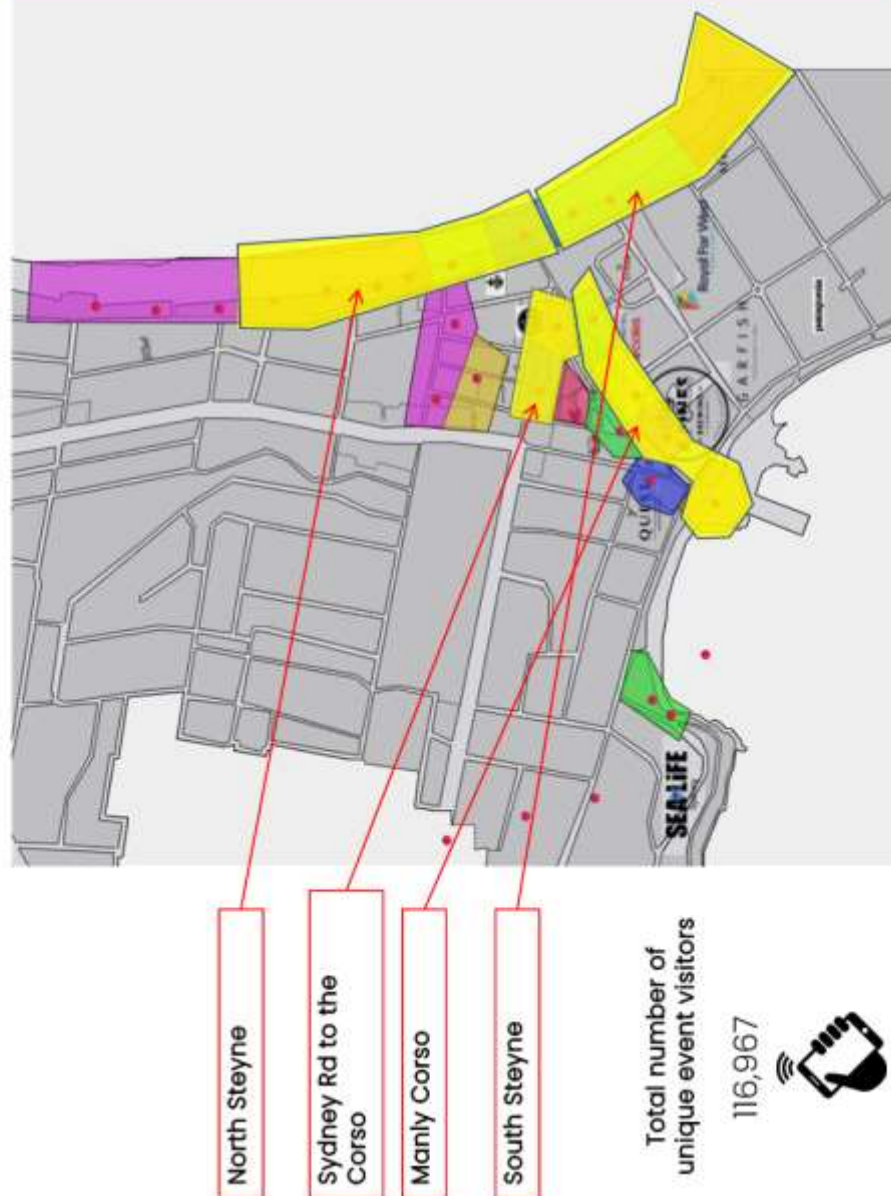 North Steyne
Sydney Rd to the
Corso
Manly Corso
South Steyne
Total number of
unique event visitors
116,967
SEA LiFE
Royal Far West
GARFISH
patagonia